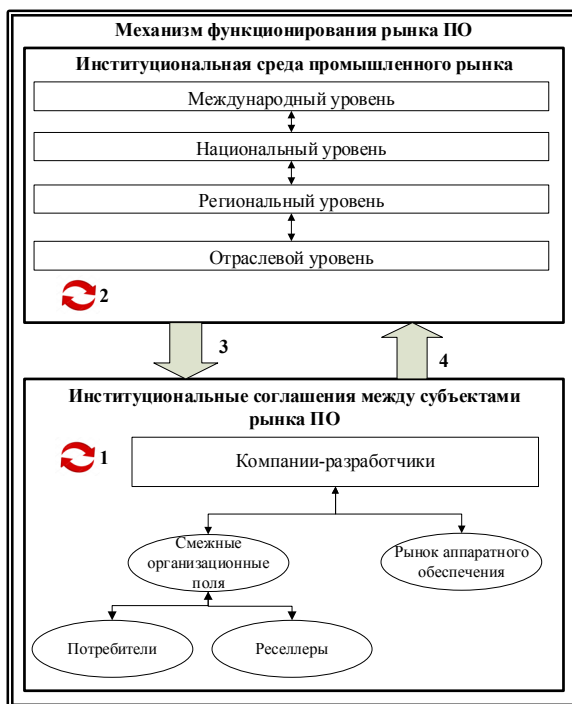 Механизм функционирования рынка ПО
Институциональная среда промышленного рынка
Международный уровень
Национальный уровень
Региональный уровень
Отраслевой уровень
2
3
4
Институциональные соглашения между субъектами
рынка ПО
1
Компании-разработчики
Смежные
организационные
поля
Рынок аппаратного
обеспечения
Потребители
Реселлеры